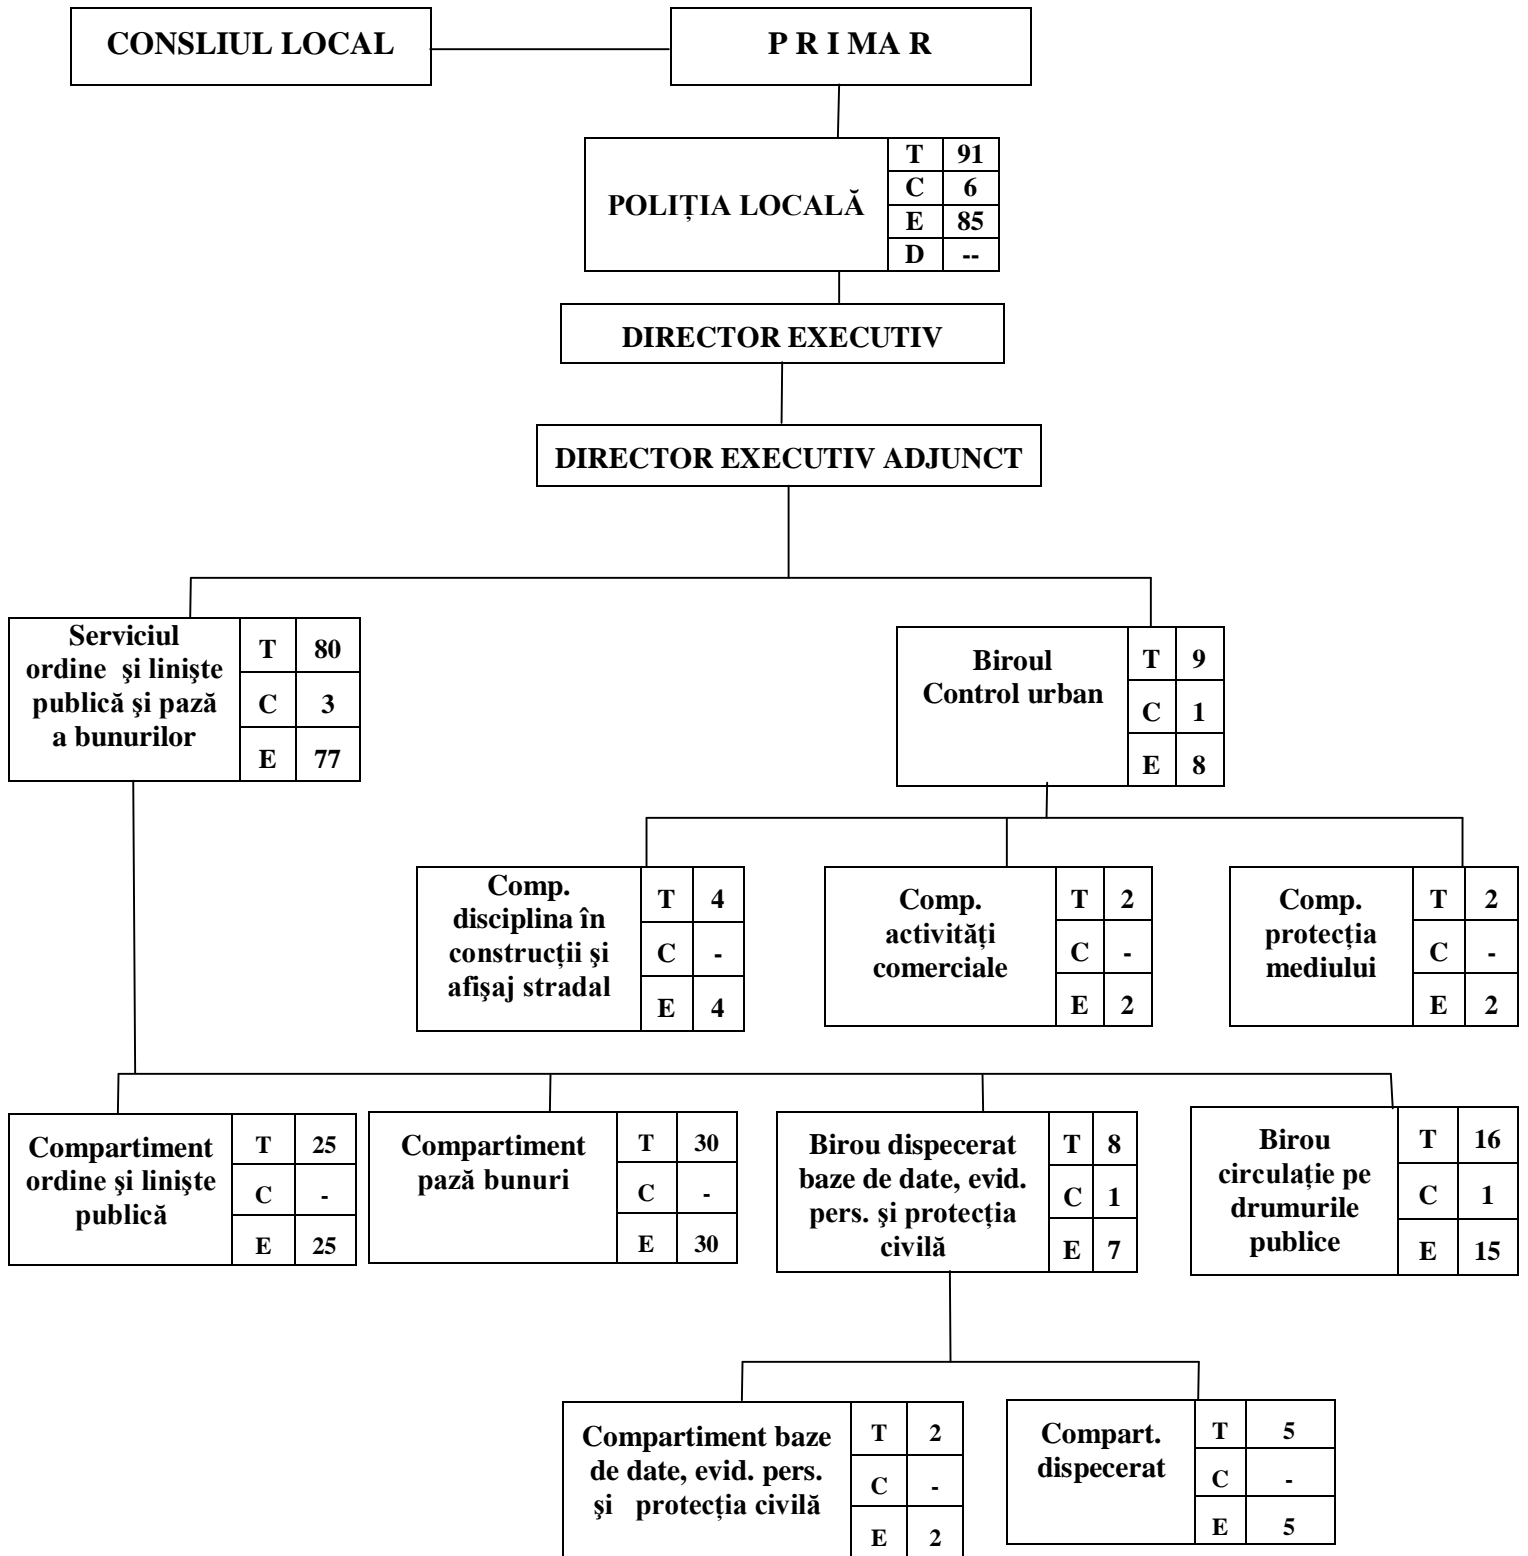 CONSLIUL LOCAL
P R I MA R
POLIȚIA LOCALĂ
T 91
C 6
E 85
D --
DIRECTOR EXECUTIV
DIRECTOR EXECUTIV ADJUNCT
Serviciul
ordine şi linişte
publică şi pază
a bunurilor
T 80
C 3
E 77
Biroul
Control urban
T 9
C 1
E 8
Comp.
disciplina în
construcții şi
afişaj stradal
T 4
C -
E 4
Comp.
activități
comerciale
T 2
C -
E 2
Comp.
protecția
mediului
T 2
C -
E 2
Compartiment
ordine şi linişte
publică
T 25
C -
E 25
Compartiment
pază bunuri
T 30
C -
E 30
Birou dispecerat
baze de date, evid.
pers. şi protecția
civilă
T 8
C 1
E 7
Birou
circulație pe
drumurile
publice
T 16
C 1
E 15
Compartiment baze
de date, evid. pers.
şi protecția civilă
T 2
C -
E 2
Compart.
dispecerat
T 5
C -
E 5